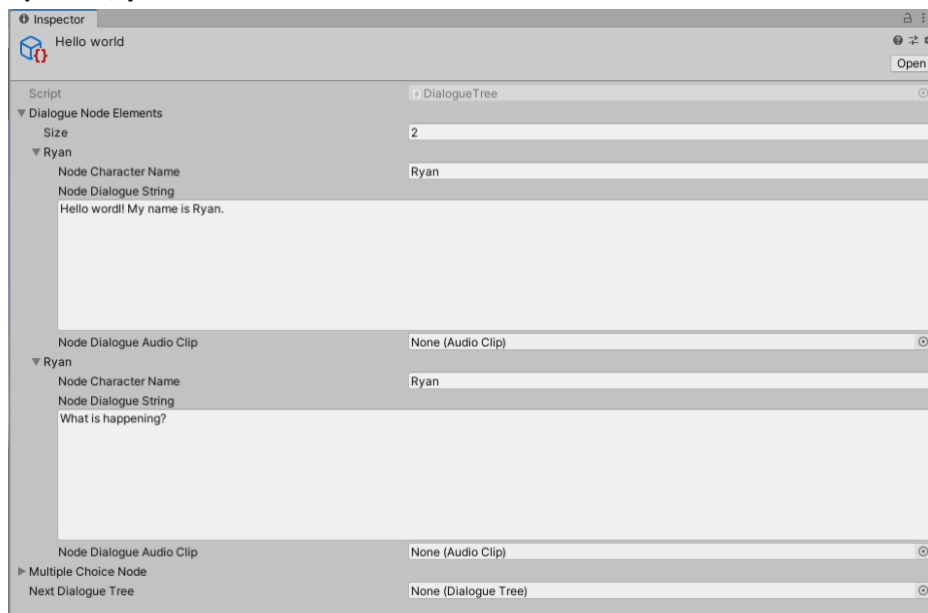 Inspector
Hello world
Open
Script DialogueTree
Dialogue Node Elements
Size 2
Ryan
Node Character Name Ryan
Node Dialogue String
Hello wordl! My name is Ryan.
Node Dialogue Audio Clip None (Audio Clip)
Ryan
Node Character Name Ryan
Node Dialogue String
What is happening?
Node Dialogue Audio Clip None (Audio Clip)
Multiple Choice Node
Next Dialogue Tree None (Dialogue Tree)